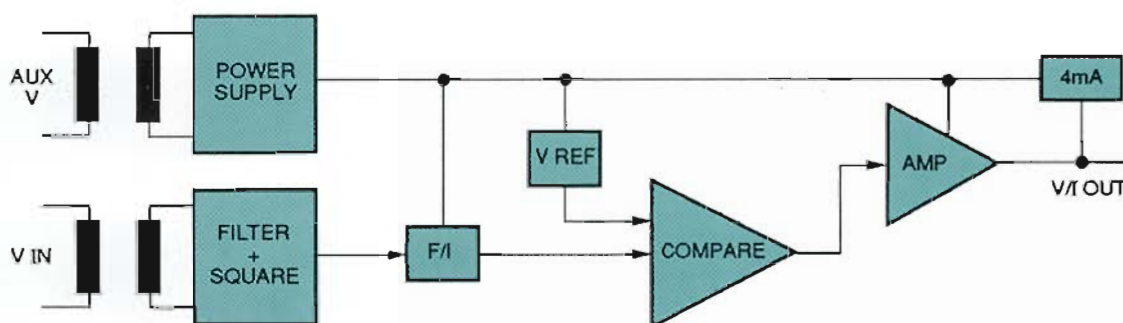 AUX
V
POWER
SUPPLY
4mA
V REF
AMP
V/I OUT
V IN
FILTER
+
SQUARE
F/I
COMPARE